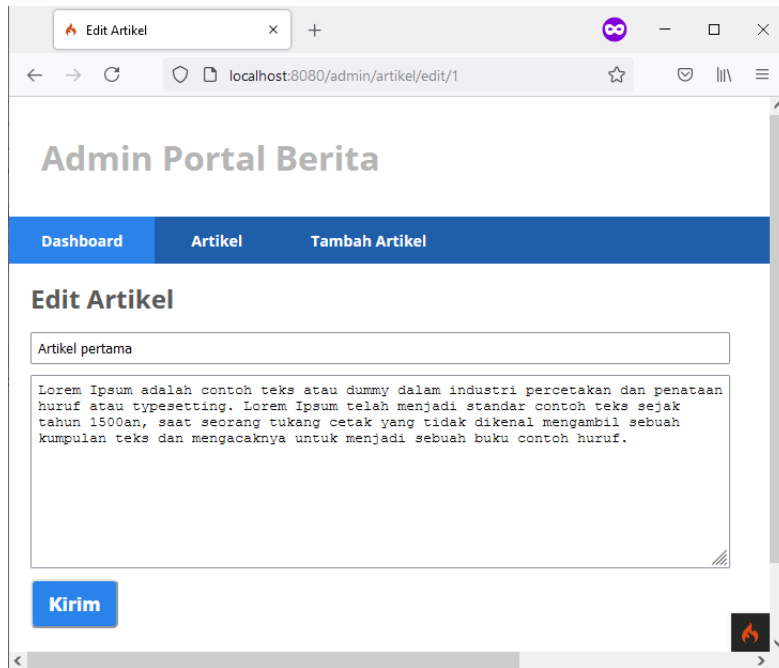 Edit Artikel
localhost:8080/admin/artikel/edit/1
Admin Portal Berita
Dashboard Artikel Tambah Artikel
Edit Artikel
Artikel pertama
Lorem Ipsum adalah contoh teks atau dummy dalam industri percetakan dan penataan
huruf atau typesetting. Lorem Ipsum telah menjadi standar contoh teks sejak
tahun 1500an, saat seorang tukang cetak yang tidak dikenal mengambil sebuah
kumpulan teks dan mengacaknya untuk menjadi sebuah buku contoh huruf.
Kirim